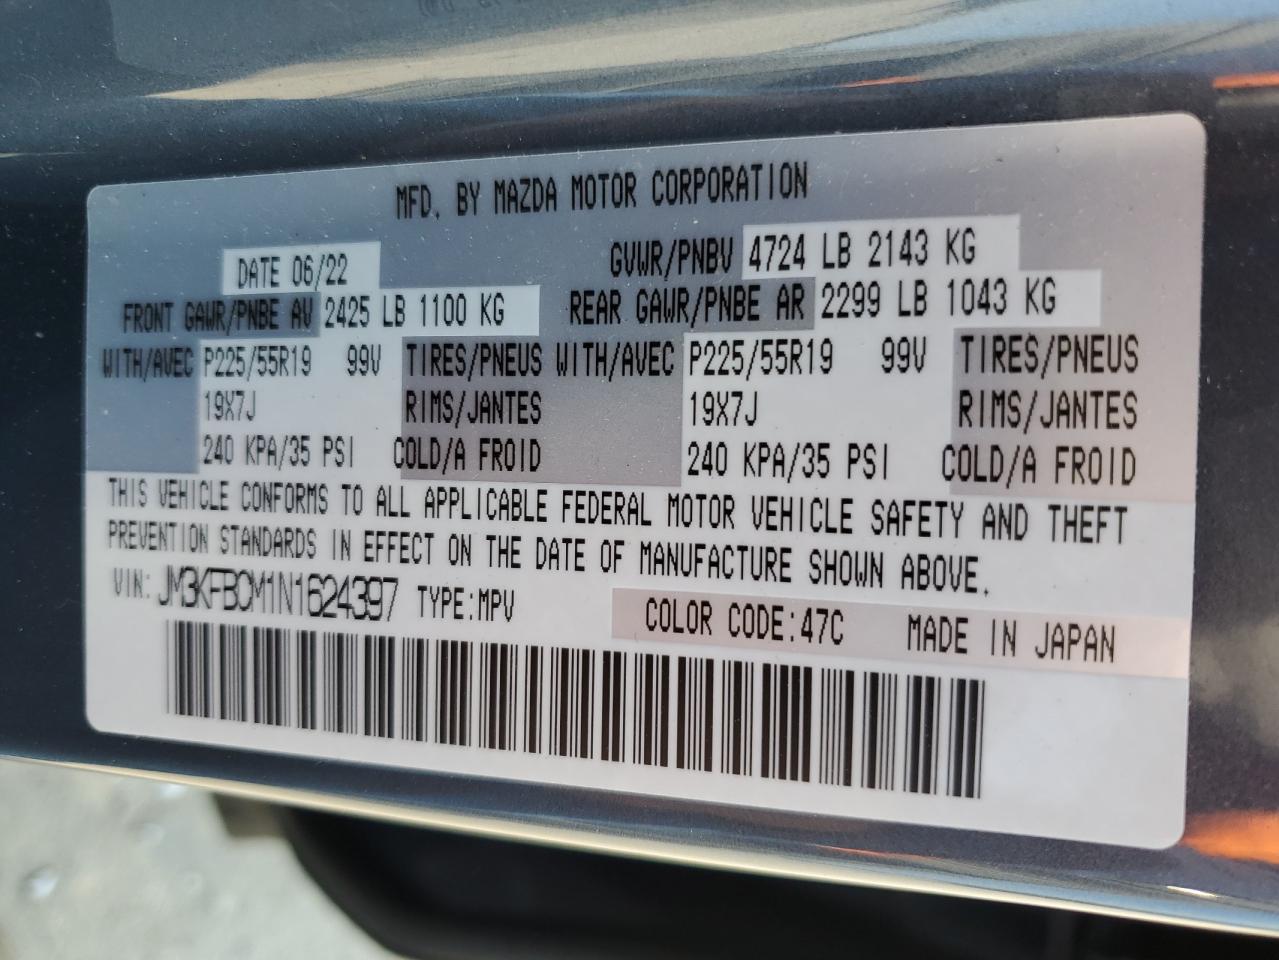 MFD. BY MAZDA MOTOR CORPORATION
DATE 06/22 GVWR/PNBV 4724 LB 2143 KG
FRONT GAWR/PNBE AV 2425 LB 1100 KG REAR GAWR/PNBE AR 2299 LB 1043 KG
WITH/AVEC P225/55R19 99V TIRES/PNEUS WITH/AVEC P225/55R19 99V TIRES/PNEUS
19X7J RIMS/JANTES 19X7J RIMS/JANTES
240 KPA/35 PSI COLD/A FROID 240 KPA/35 PSI COLD/A FROID
THIS VEHICLE CONFORMS TO ALL APPLICABLE FEDERAL MOTOR VEHICLE SAFETY AND THEFT
PREVENTION STANDARDS IN EFFECT ON THE DATE OF MANUFACTURE SHOWN ABOVE.
VIN: JM3KFBCM1N1624397 TYPE:MPV COLOR CODE:47C MADE IN JAPAN